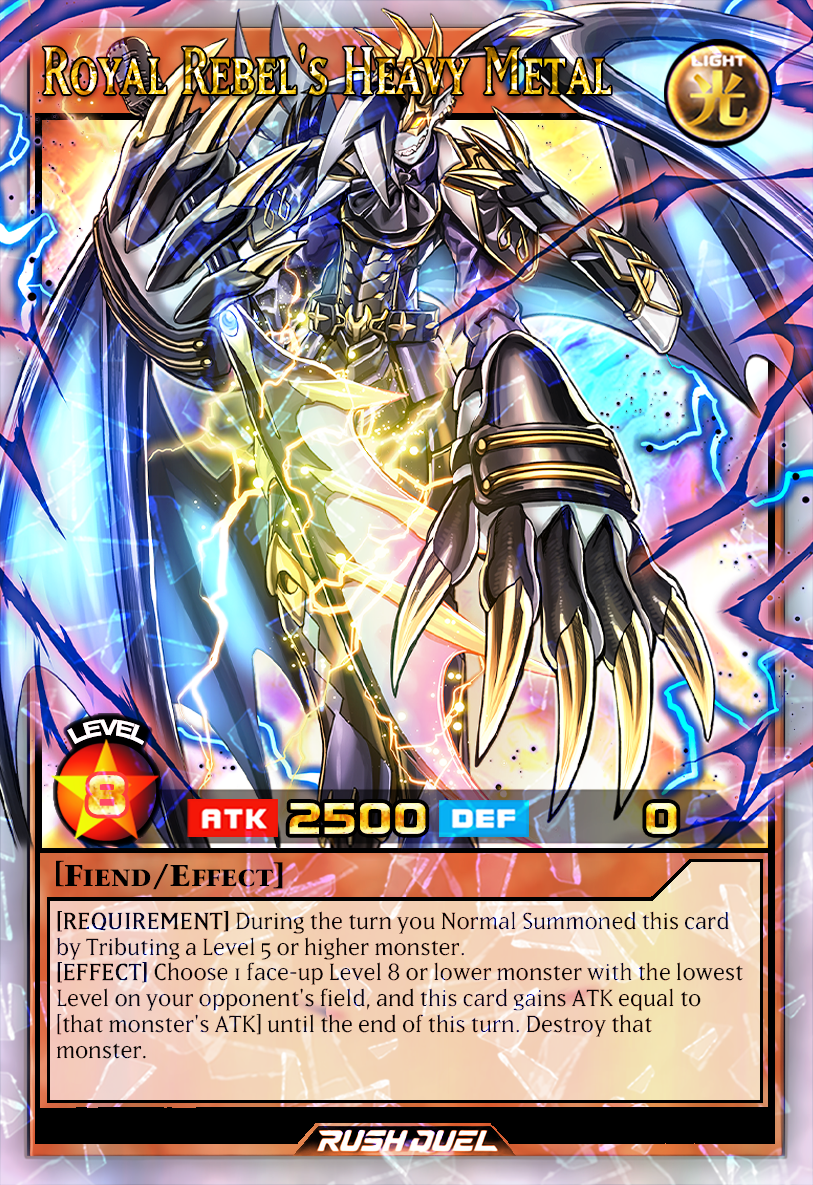 ROYAL REBEL'S HEAVY METAL
LIGHT
光
LEVEL
8
ATK 2500 DEF 0
[FIEND/EFFECT]
[REQUIREMENT] During the turn you Normal Summoned this card
by Tributing a Level 5 or higher monster.
[EFFECT] Choose 1 face-up Level 8 or lower monster with the lowest
Level on your opponent's field, and this card gains ATK equal to
[that monster's ATK] until the end of this turn. Destroy that
monster.
RUSH DUEL